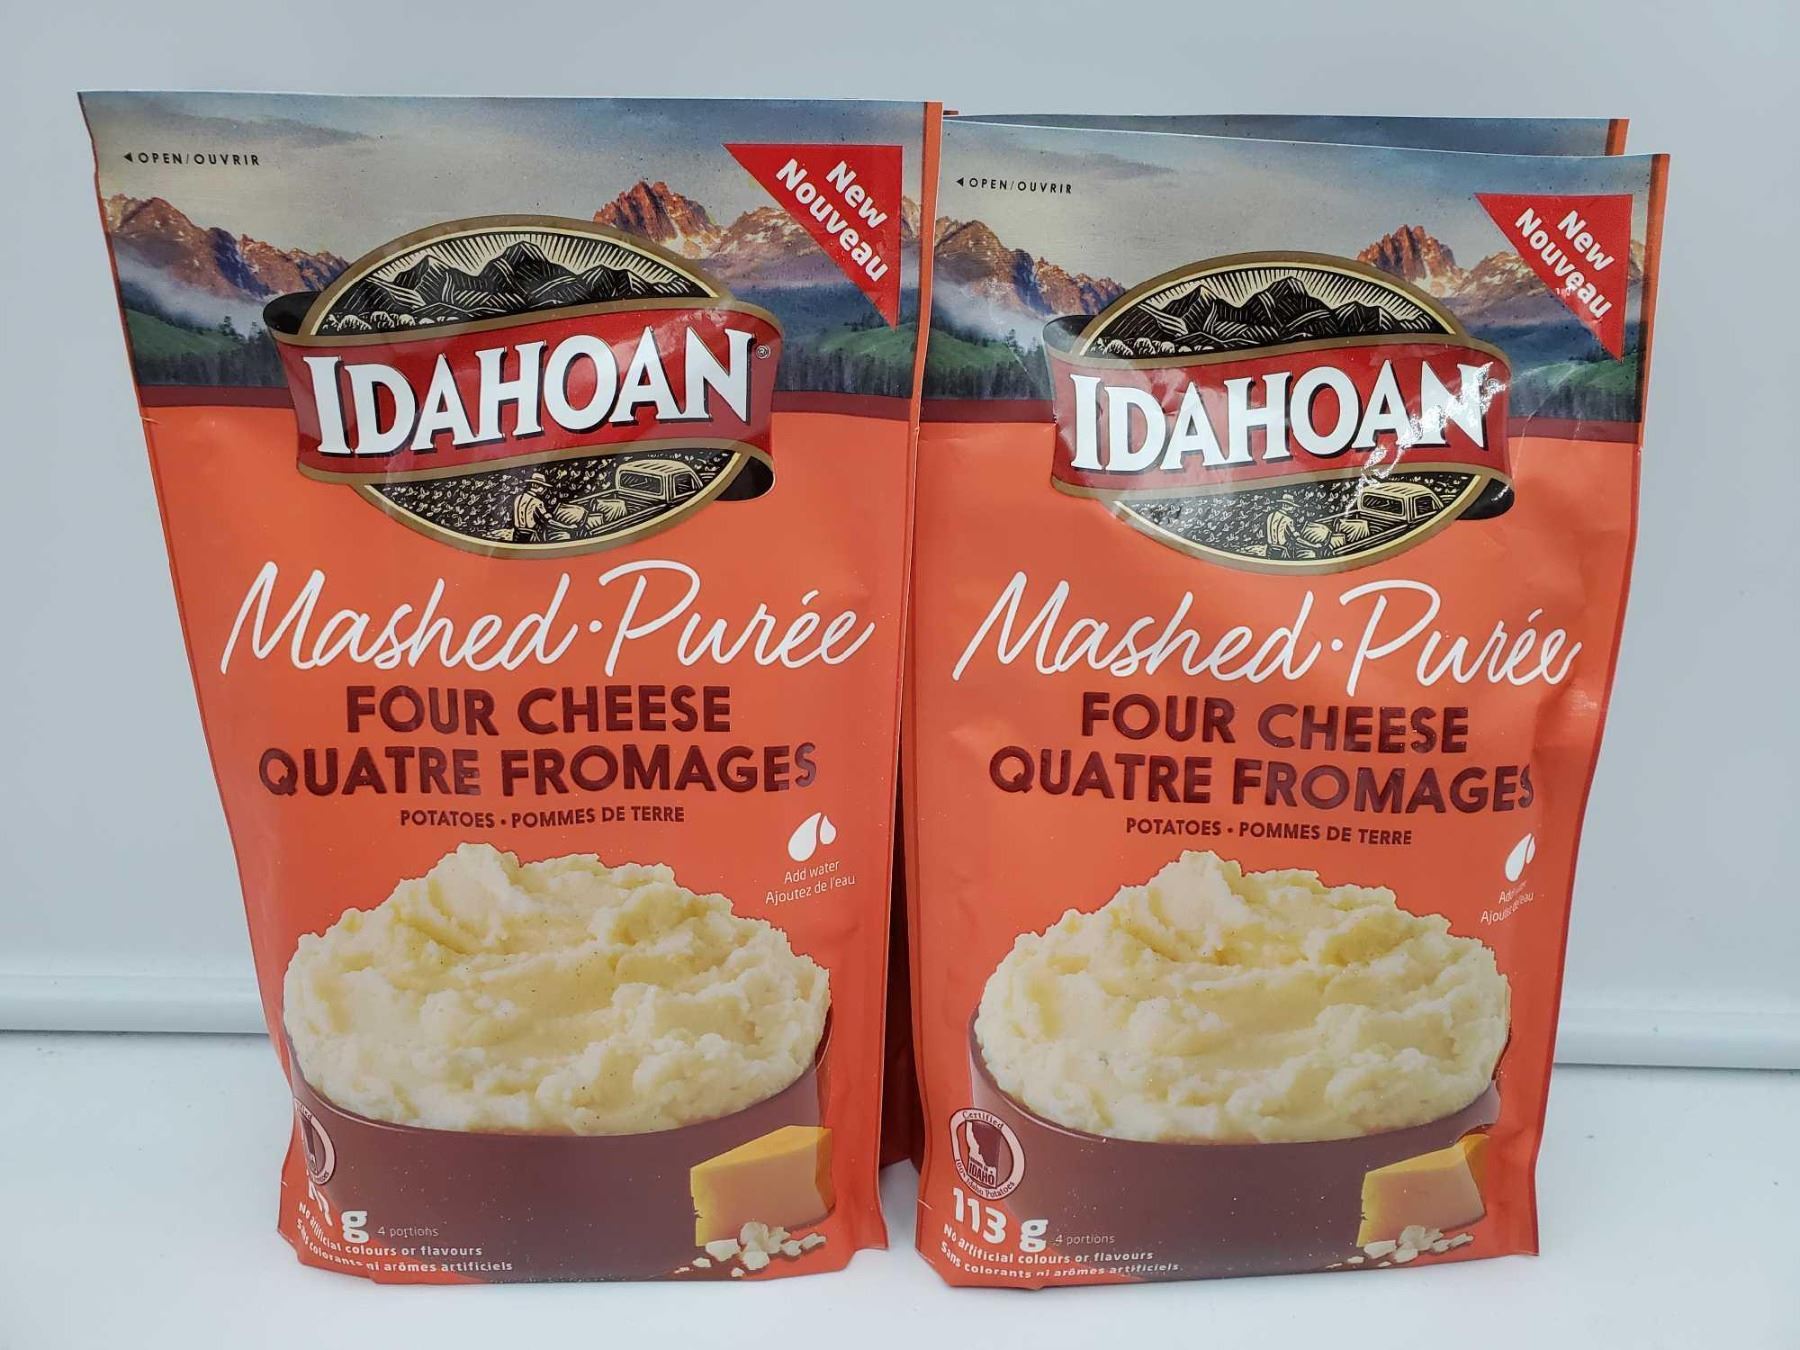 OPEN/OUVRIR
New
Nouveau
IDAHOAN®
Mashed·Purée
FOUR CHEESE
QUATRE FROMAGES
POTATOES • POMMES DE TERRE
Add water
Ajoutez de l'eau
g 4 portions
No artificial colours or flavours
Sans colorants ni arômes artificiels
OPEN/OUVRIR
New
Nouveau
IDAHOAN
Mashed·Purée
FOUR CHEESE
QUATRE FROMAGES
POTATOES • POMMES DE TERRE
Certified
IDAHO
100% Idaho Potatoes
113 g 4 portions
No artificial colours or flavours
Sans colorants ni arômes artificiels